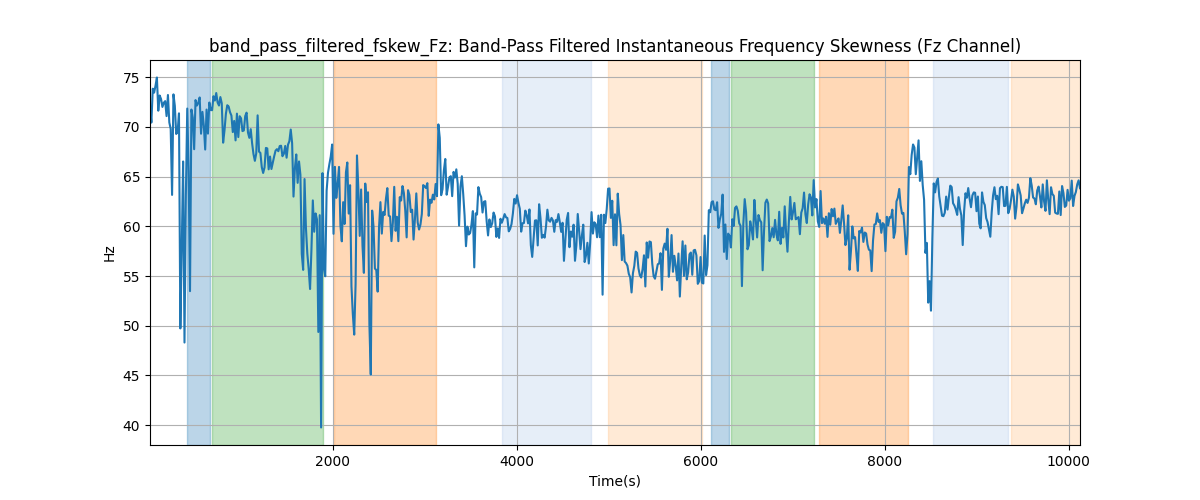 band_pass_filtered_fskew_Fz: Band-Pass Filtered Instantaneous Frequency Skewness (Fz Channel)
75
70
65
60
55
50
45
40
Hz
2000 4000 6000 8000 10000
Time(s)